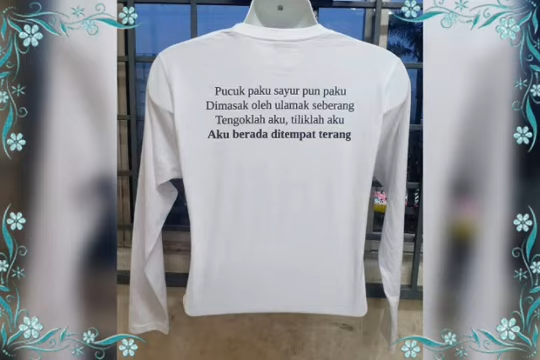 Pucuk paku sayur pun paku
Dimasak oleh ulamak seberang
Tengoklah aku, tiliklah aku
Aku berada ditempat terang